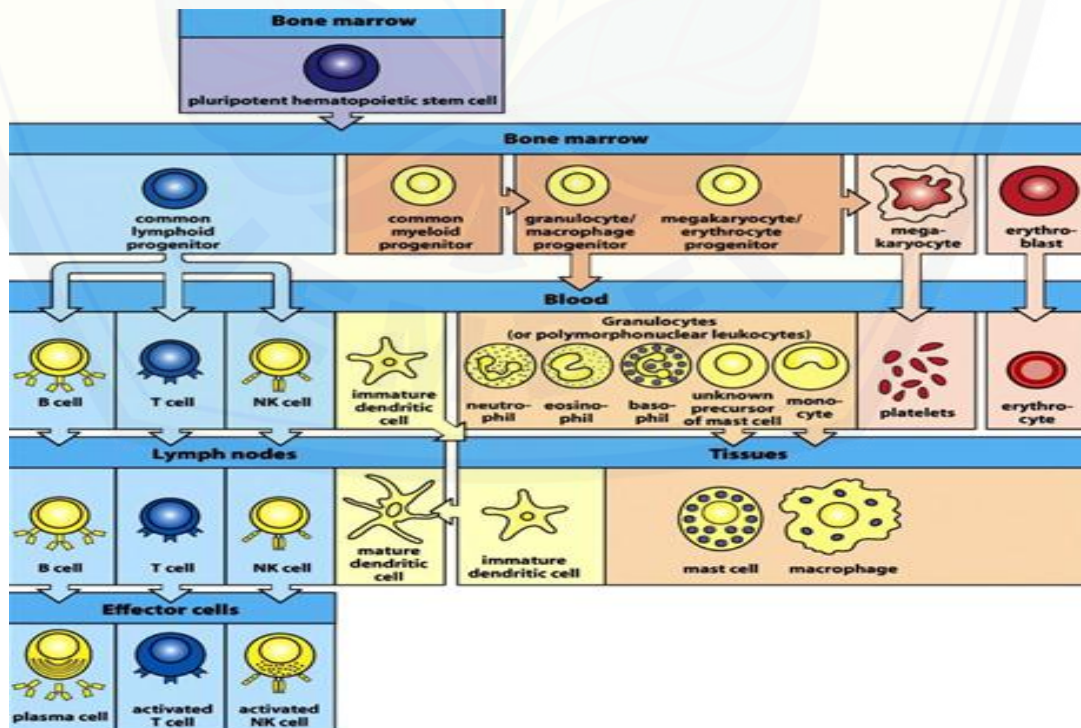 Bone marrow
pluripotent hematopoietic stem cell
Bone marrow
common
lymphoid
progenitor
common
myeloid
progenitor
granulocyte/
macrophage
progenitor
megakaryocyte/
erythrocyte
progenitor
mega-
karyocyte
erythro-
blast
Blood
B cell
T cell
NK cell
immature
dendritic
cell
Granulocytes
(or polymorphonuclear leukocytes)
neutro-
phil
eosino-
phil
baso-
phil
unknown
precursor
of mast cell
mono-
cyte
platelets
erythro-
cyte
Lymph nodes
Tissues
B cell
T cell
NK cell
mature
dendritic
cell
immature
dendritic cell
mast cell
macrophage
Effector cells
plasma cell
activated
T cell
activated
NK cell